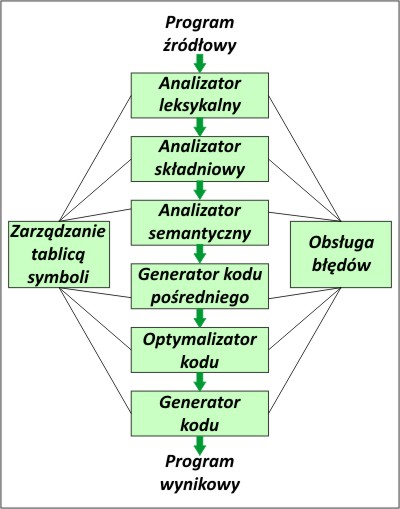 Program
źródłowy
Analizator
leksykalny
Analizator
składniowy
Analizator
semantyczny
Zarządzanie
tablicą
symboli
Obsługa
błędów
Generator kodu
pośredniego
Optymalizator
kodu
Generator
kodu
Program
wynikowy